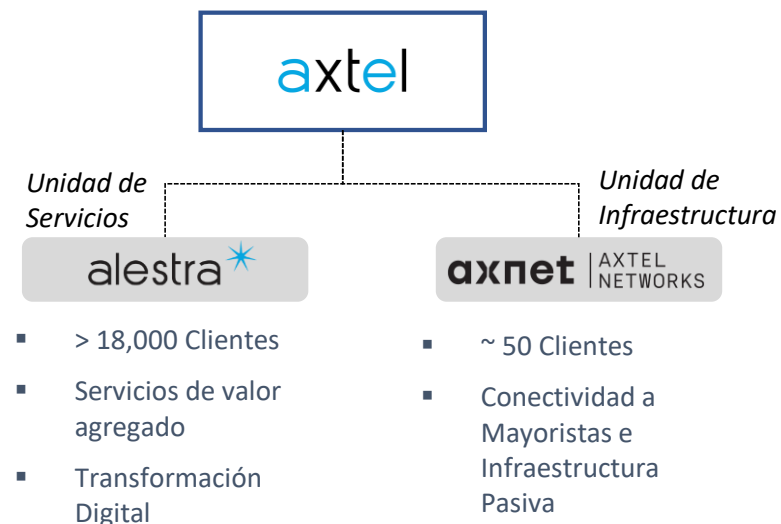 axtel
Unidad de
Servicios
Unidad de
Infraestructura
alestra
axnet | AXTEL
NETWORKS
▪ > 18,000 Clientes
▪ Servicios de valor
agregado
▪ Transformación
Digital
▪ ~ 50 Clientes
▪ Conectividad a
Mayoristas e
Infraestructura
Pasiva